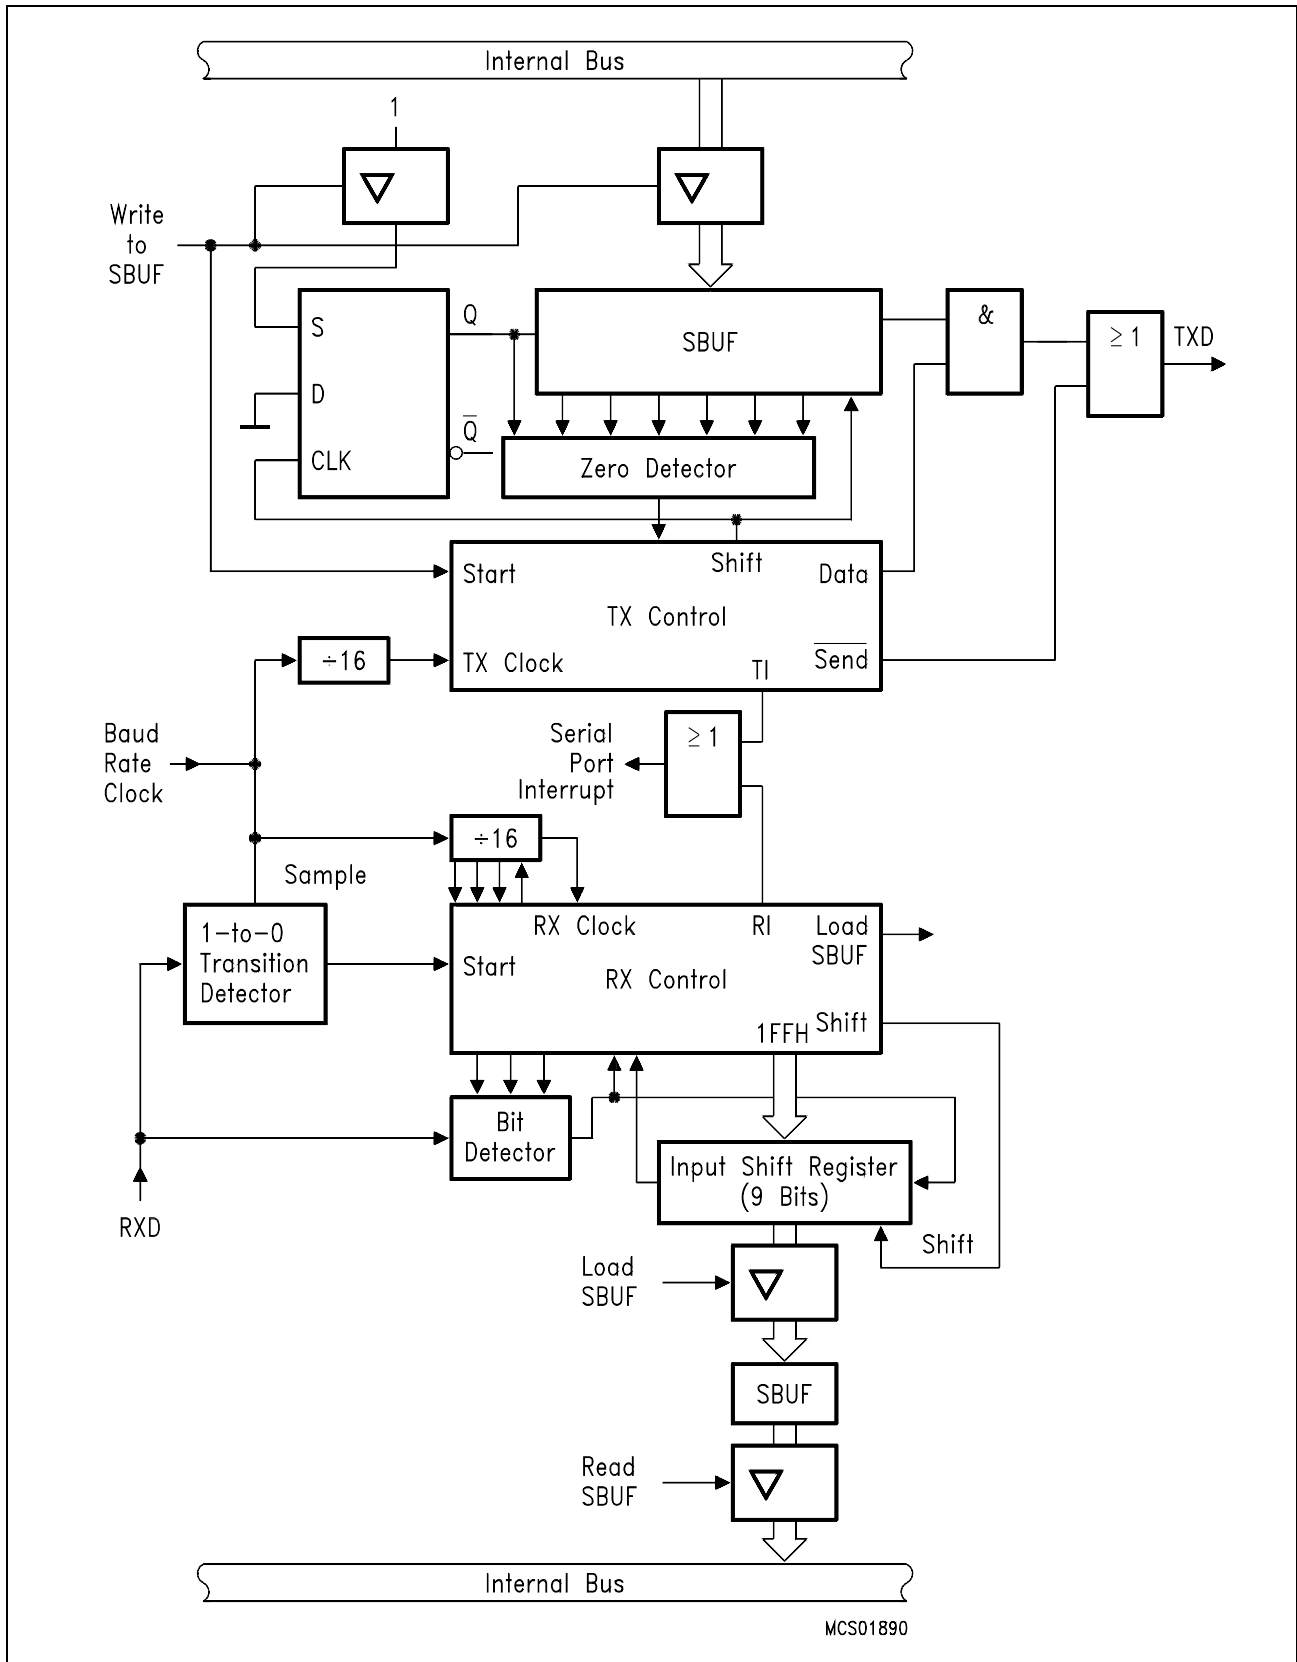 Internal Bus
1
Write
to
SBUF
S
D
CLK
Q
Q̅
SBUF
&
≥ 1
TXD
Zero Detector
Start
Shift
Data
TX Control
TX Clock
TI
S̅e̅n̅d̅
÷16
Baud
Rate
Clock
Serial
Port
Interrupt
≥ 1
÷16
Sample
1-to-0
Transition
Detector
RX Clock
RI
Load
SBUF
Start
RX Control
1FFH
Shift
Bit
Detector
Input Shift Register
(9 Bits)
RXD
Shift
Load
SBUF
SBUF
Read
SBUF
Internal Bus
MCS01890